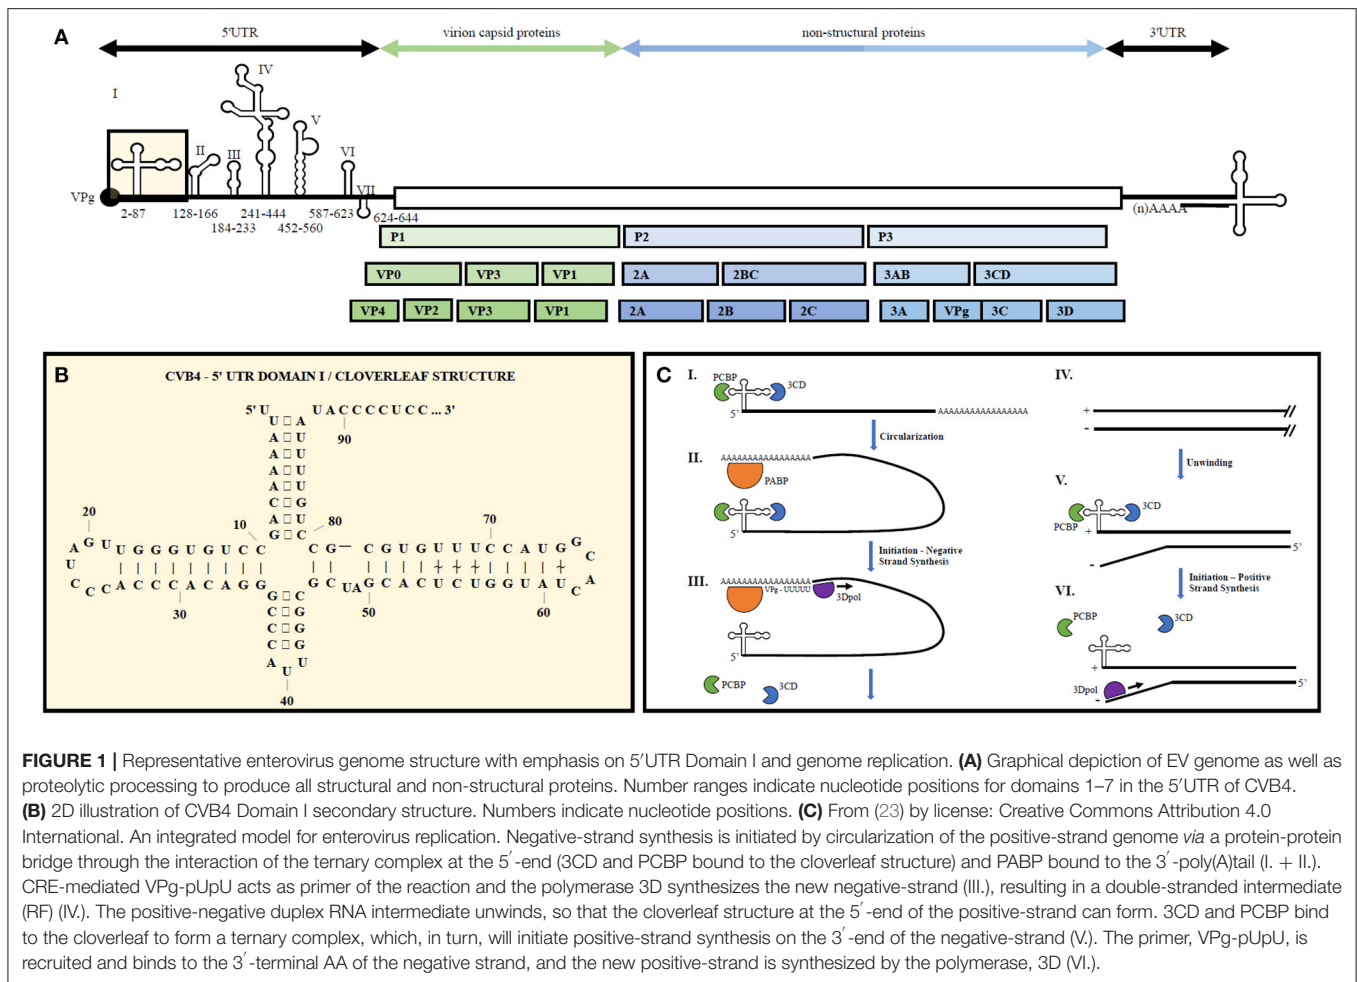 A
5'UTR
virion capsid proteins
non-structural proteins
3'UTR
I
II
III
IV
V
VI
VII
VPg
2-87
128-166
184-233
241-444
452-560
587-623
624-644
(n)AAAA
P1
P2
P3
VP0
VP3
VP1
2A
2BC
3AB
3CD
VP4
VP2
VP3
VP1
2A
2B
2C
3A
VPg
3C
3D
B
CVB4 - 5' UTR DOMAIN I / CLOVERLEAF STRUCTURE
5' U
U A C C C C U C C ... 3'
90
U □ A
A □ U
A □ U
A □ U
A □ U
C □ G
A □ U
G □ C
10
80
20
70
A G U U G G G U G U C C
C G — C G U G U U U C C A U G G C
U C C C A C C C A C A G G
G C U A G C A C U C U G G U A U C A
30
50
60
G □ C
C □ G
C □ G
C □ G
A U U
40
C
I.
PCBP
3CD
5'
AAAAAAAAAAAAAAAAA
Circularization
II.
AAAAAAAAAAAAAAAAA
PABP
5'
Initiation - Negative
Strand Synthesis
III.
AAAAAAAAAAAAAAAAA
VPg - UUUUU
3Dpol
5'
PCBP
3CD
IV.
+
-
Unwinding
V.
PCBP
3CD
+
-
5'
Initiation – Positive
Strand Synthesis
VI.
PCBP
3CD
+
3Dpol
-
5'
FIGURE 1 | Representative enterovirus genome structure with emphasis on 5′UTR Domain I and genome replication. (A) Graphical depiction of EV genome as well as
proteolytic processing to produce all structural and non-structural proteins. Number ranges indicate nucleotide positions for domains 1–7 in the 5′UTR of CVB4.
(B) 2D illustration of CVB4 Domain I secondary structure. Numbers indicate nucleotide positions. (C) From (23) by license: Creative Commons Attribution 4.0
International. An integrated model for enterovirus replication. Negative-strand synthesis is initiated by circularization of the positive-strand genome via a protein-protein
bridge through the interaction of the ternary complex at the 5′-end (3CD and PCBP bound to the cloverleaf structure) and PABP bound to the 3′-poly(A)tail (I. + II.).
CRE-mediated VPg-pUpU acts as primer of the reaction and the polymerase 3D synthesizes the new negative-strand (III.), resulting in a double-stranded intermediate
(RF) (IV.). The positive-negative duplex RNA intermediate unwinds, so that the cloverleaf structure at the 5′-end of the positive-strand can form. 3CD and PCBP bind
to the cloverleaf to form a ternary complex, which, in turn, will initiate positive-strand synthesis on the 3′-end of the negative-strand (V.). The primer, VPg-pUpU, is
recruited and binds to the 3′-terminal AA of the negative strand, and the new positive-strand is synthesized by the polymerase, 3D (VI.).